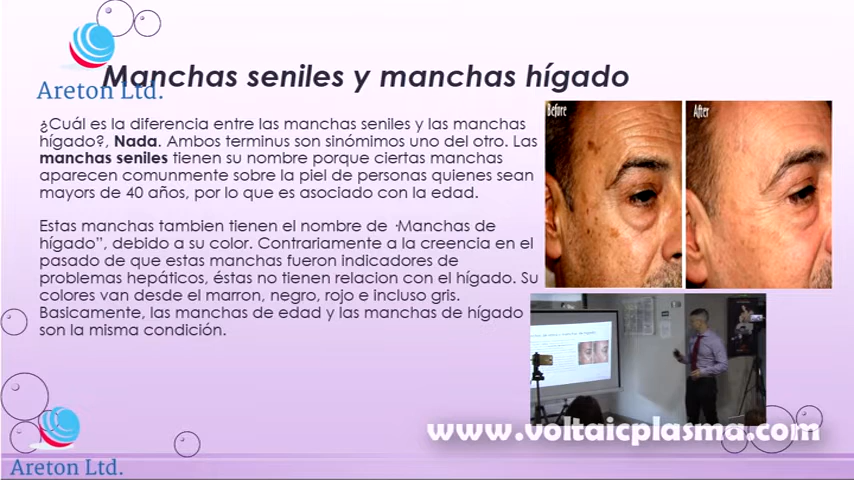 Manchas seniles y manchas hígado
Areton Ltd.
¿Cuál es la diferencia entre las manchas seniles y las manchas
hígado?, Nada. Ambos terminus son sinómimos uno del otro. Las
manchas seniles tienen su nombre porque ciertas manchas
aparecen comunmente sobre la piel de personas quienes sean
mayors de 40 años, por lo que es asociado con la edad.
Estas manchas tambien tienen el nombre de ·Manchas de
hígado”, debido a su color. Contrariamente a la creencia en el
pasado de que estas manchas fueron indicadores de
problemas hepáticos, éstas no tienen relacion con el hígado. Su
colores van desde el marron, negro, rojo e incluso gris.
Basicamente, las manchas de edad y las manchas de hígado
son la misma condición.
Before
After
www.voltaicplasma.com
Areton Ltd.